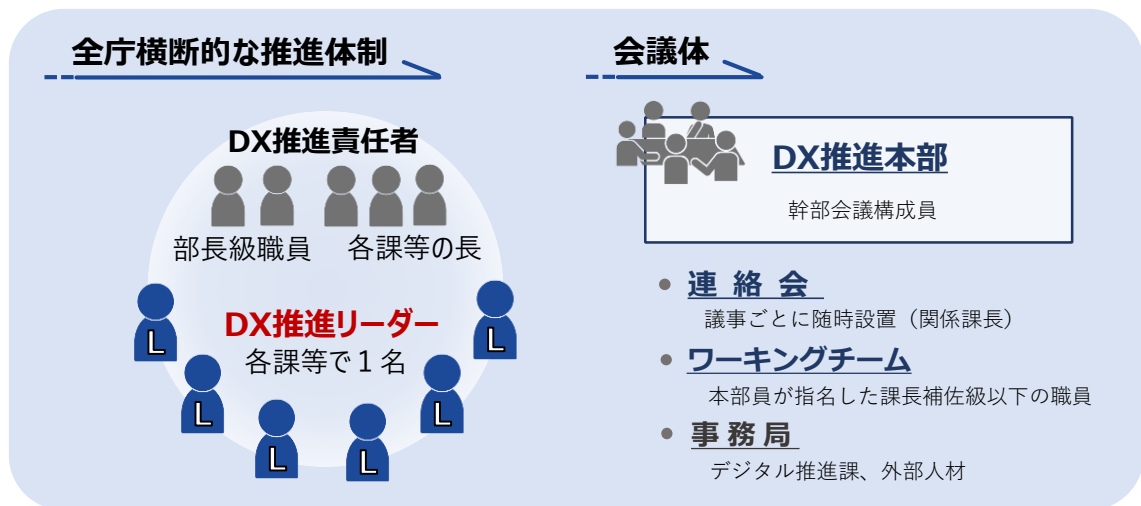 全庁横断的な推進体制
DX推進責任者
部長級職員 各課等の長
DX推進リーダー
各課等で１名
L
L
L
L
L
L
会議体
DX推進本部
幹部会議構成員
• 連 絡 会
議事ごとに随時設置（関係課長）
• ワーキングチーム
本部員が指名した課長補佐級以下の職員
• 事 務 局
デジタル推進課、外部人材